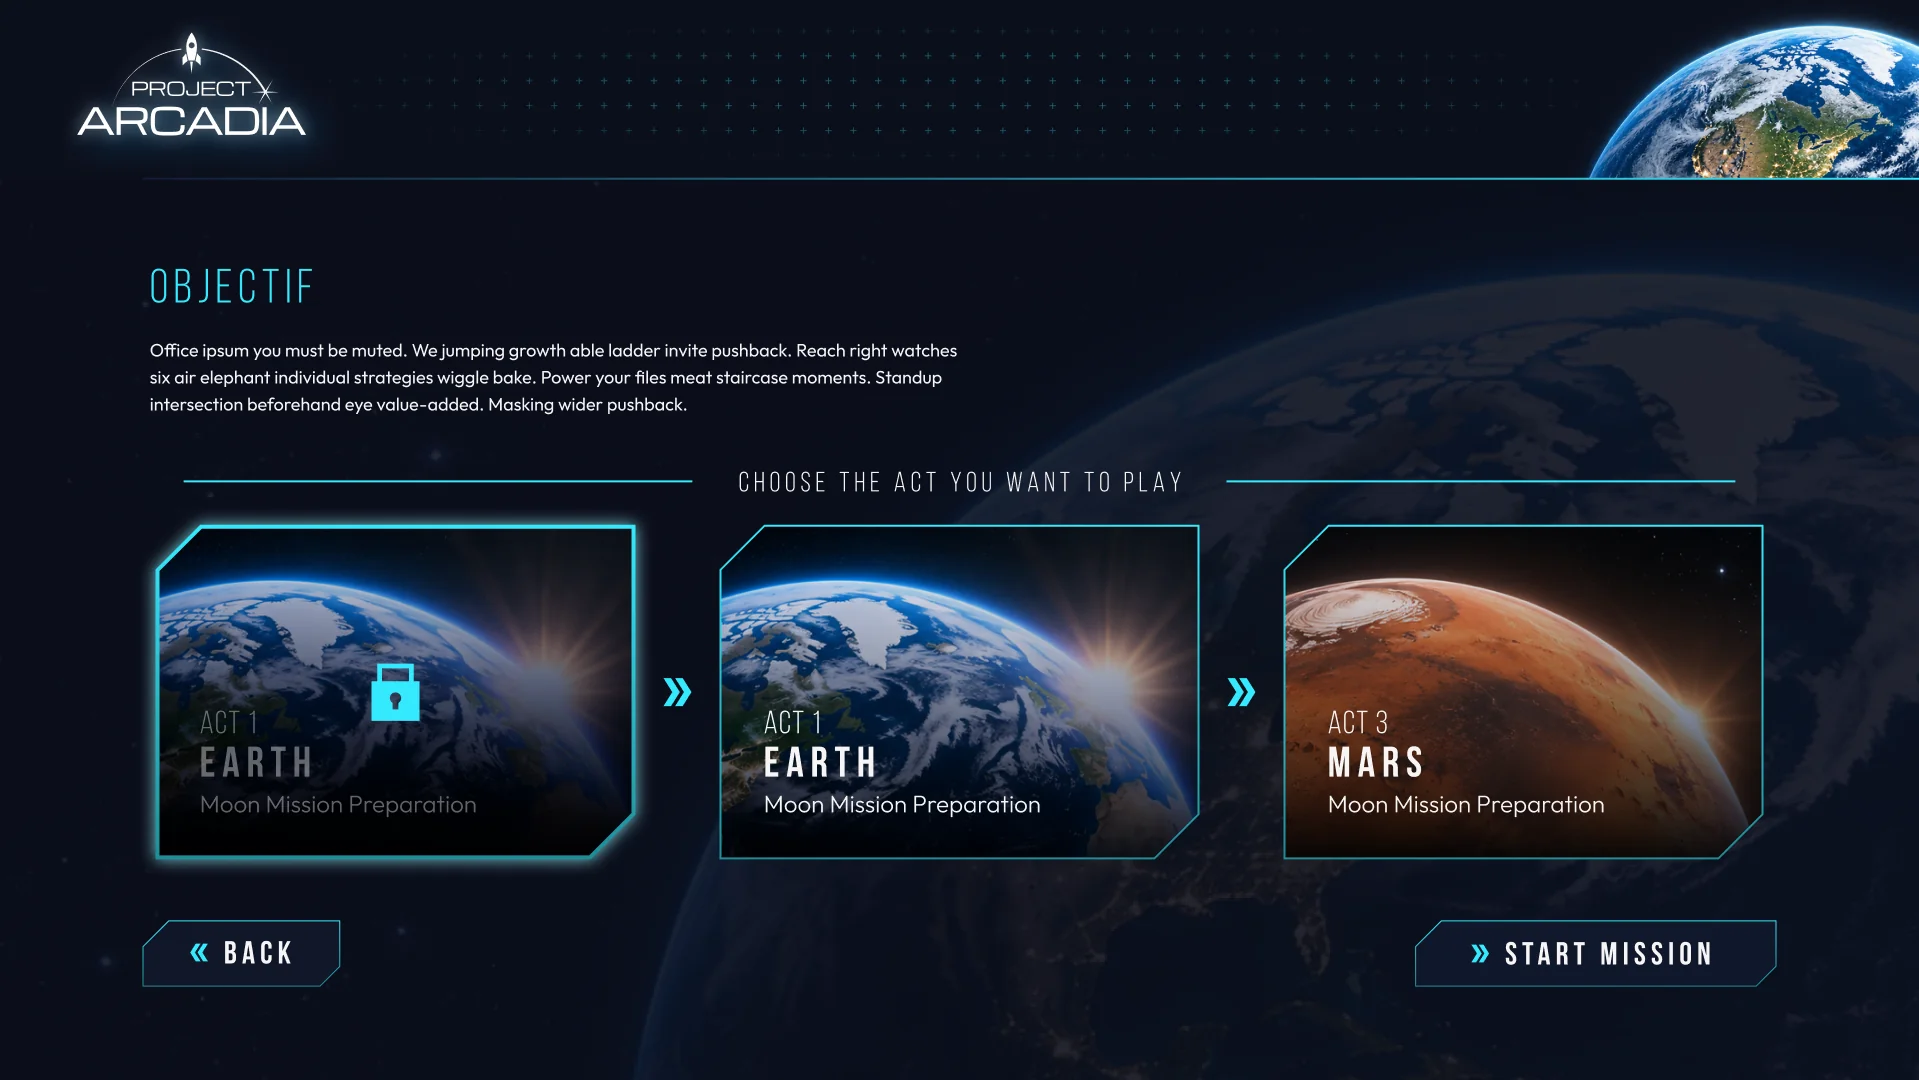 PROJECT
ARCADIA
OBJECTIF
Office ipsum you must be muted. We jumping growth able ladder invite pushback. Reach right watches
six air elephant individual strategies wiggle bake. Power your files meat staircase moments. Standup
intersection beforehand eye value-added. Masking wider pushback.
CHOOSE THE ACT YOU WANT TO PLAY
ACT 1
EARTH
Moon Mission Preparation
ACT 1
EARTH
Moon Mission Preparation
ACT 3
MARS
Moon Mission Preparation
BACK
START MISSION